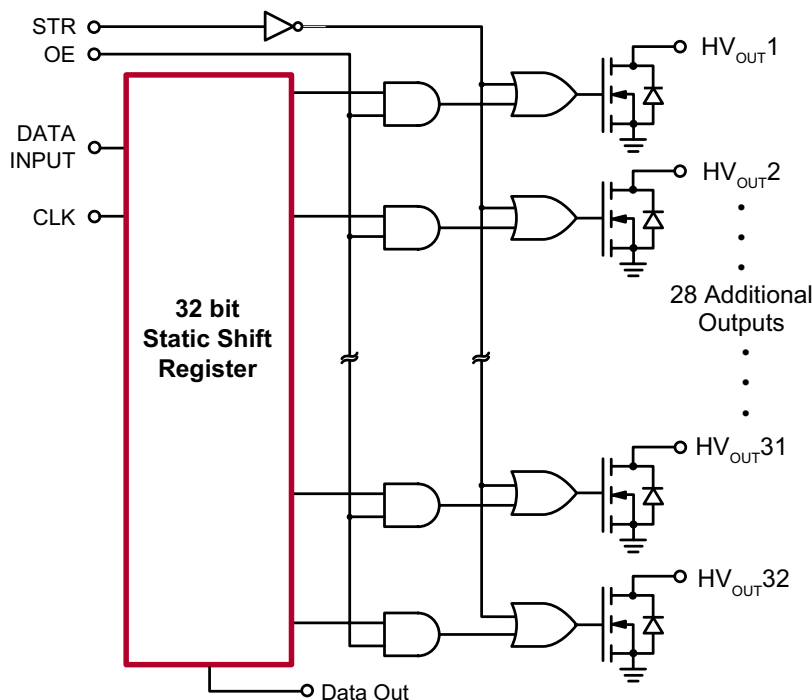 STR
OE
DATA
INPUT
CLK
32 bit
Static Shift
Register
HVOUT1
HVOUT2
28 Additional
Outputs
HVOUT31
HVOUT32
Data Out